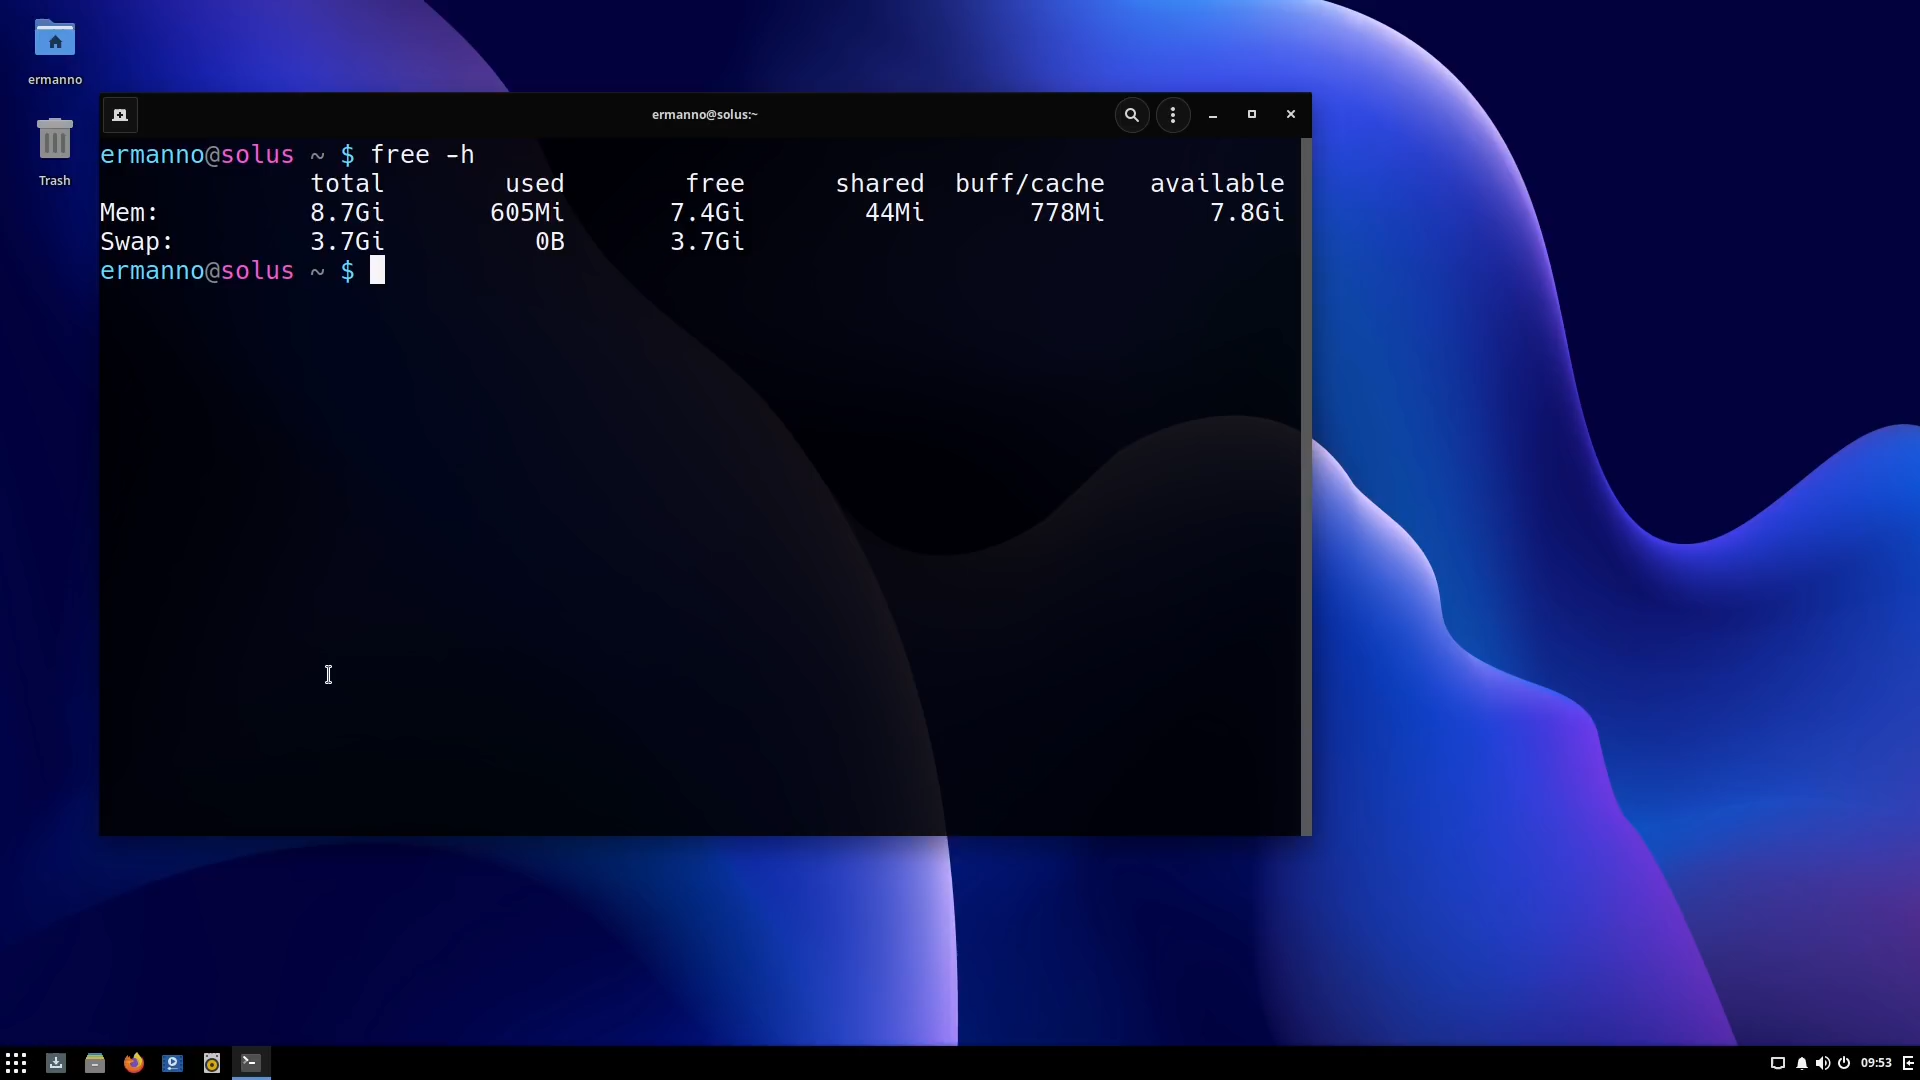 ermanno
Trash
ermanno@solus:~
ermanno@solus ~ $ free -h
total used free shared buff/cache available
Mem: 8.7Gi 605Mi 7.4Gi 44Mi 778Mi 7.8Gi
Swap: 3.7Gi 0B 3.7Gi
ermanno@solus ~ $
09:53